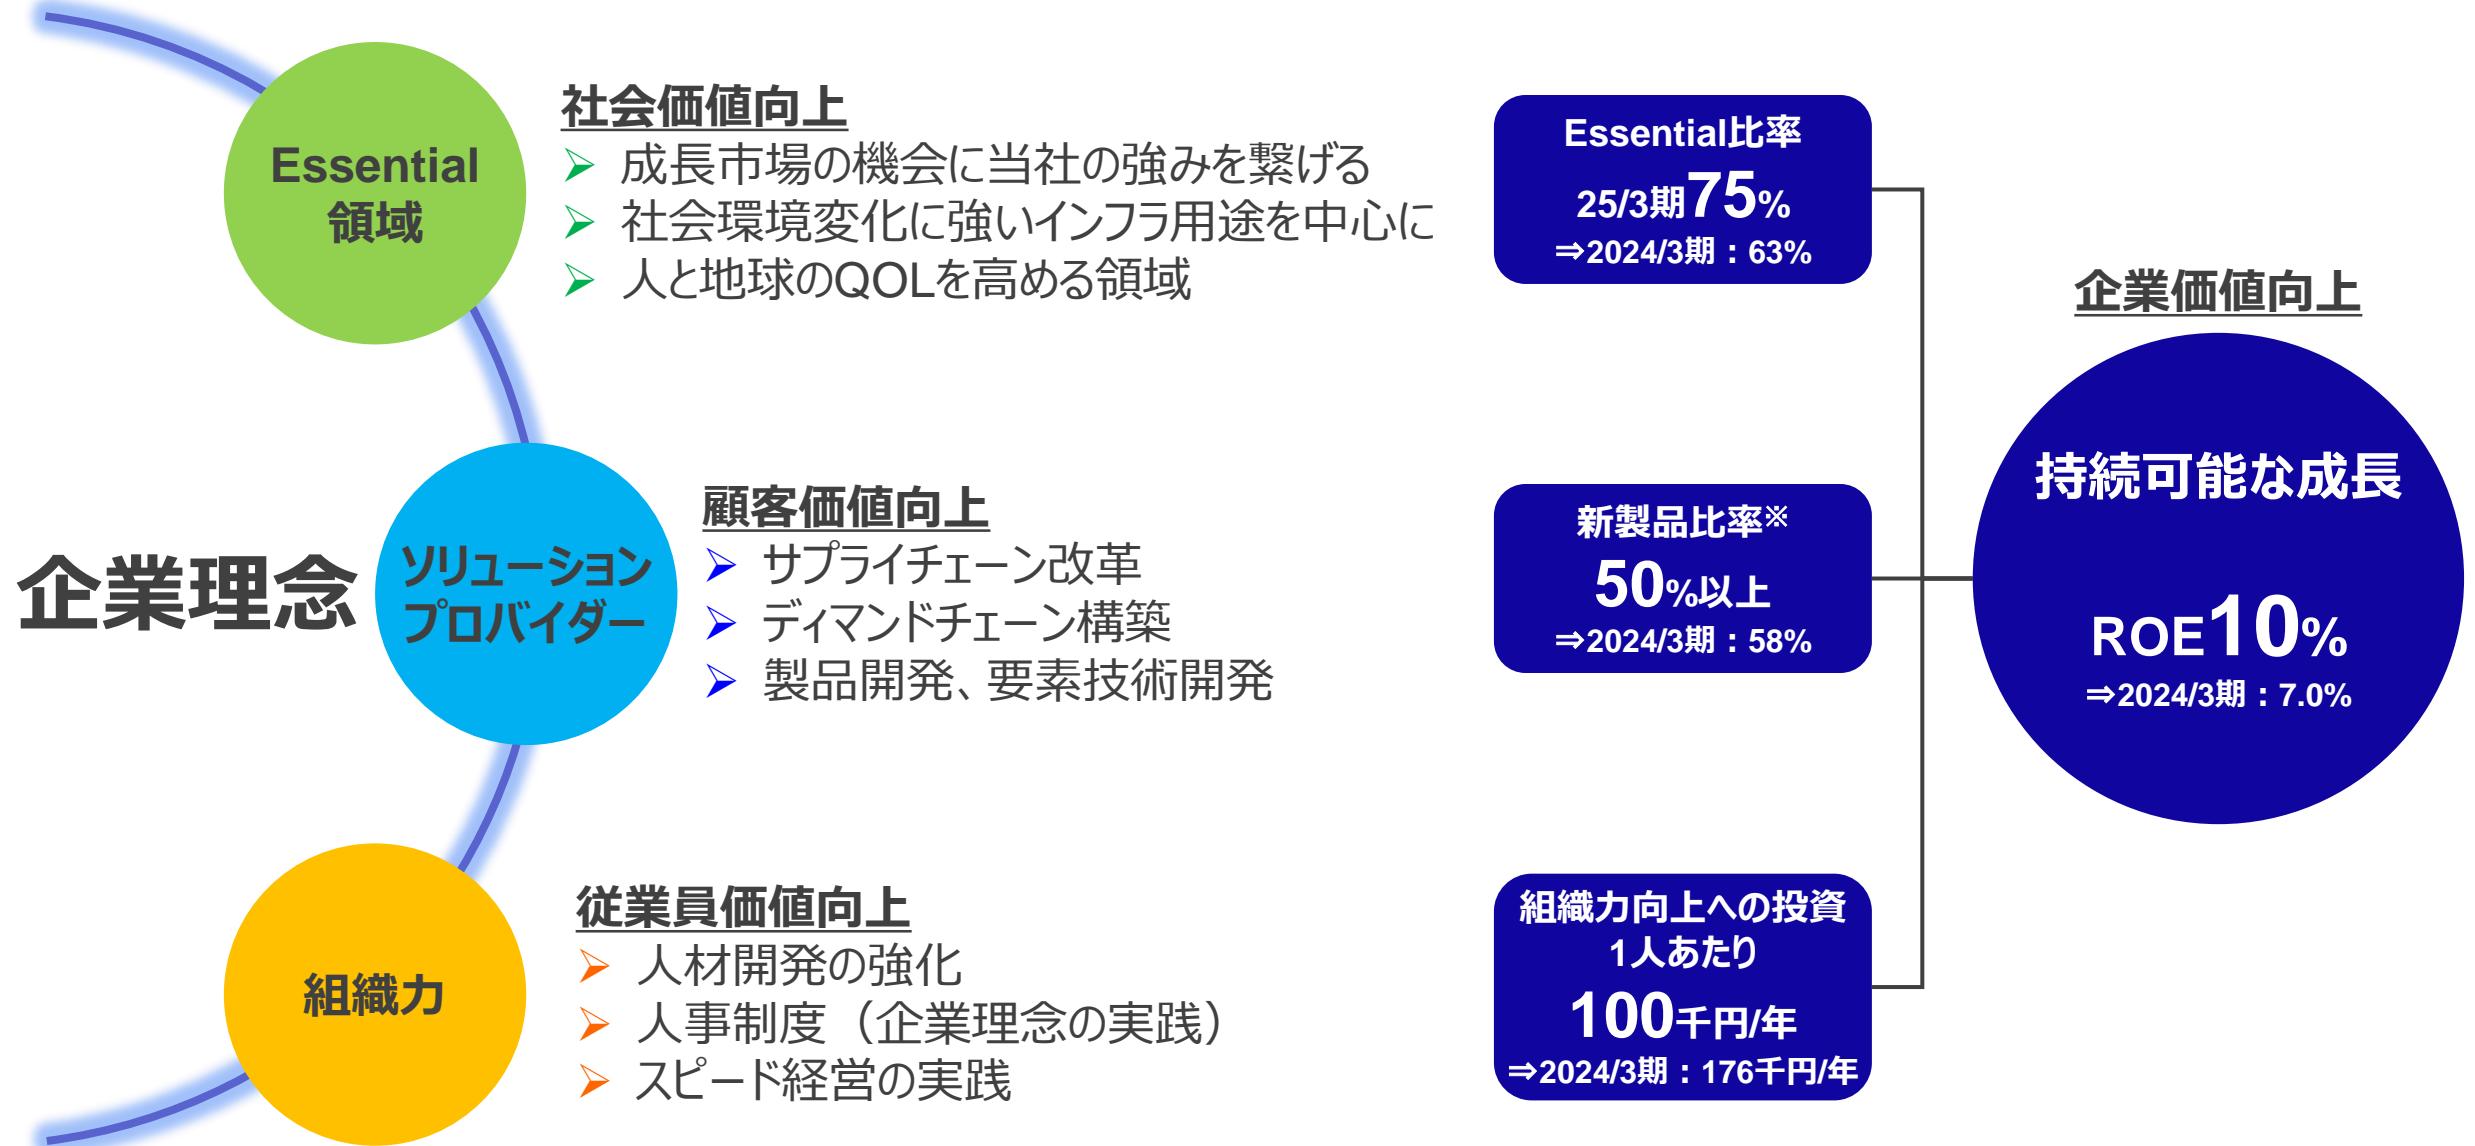 企業理念
Essential
領域
社会価値向上
成長市場の機会に当社の強みを繋げる
社会環境変化に強いインフラ用途を中心に
人と地球のQOLを高める領域
Essential比率
25/3期75%
⇒2024/3期：63%
ソリューション
プロバイダー
顧客価値向上
サプライチェーン改革
ディマンドチェーン構築
製品開発、要素技術開発
新製品比率※
50%以上
⇒2024/3期：58%
組織力
従業員価値向上
人材開発の強化
人事制度（企業理念の実践）
スピード経営の実践
組織力向上への投資
1人あたり
100千円/年
⇒2024/3期：176千円/年
企業価値向上
持続可能な成長
ROE10%
⇒2024/3期：7.0%